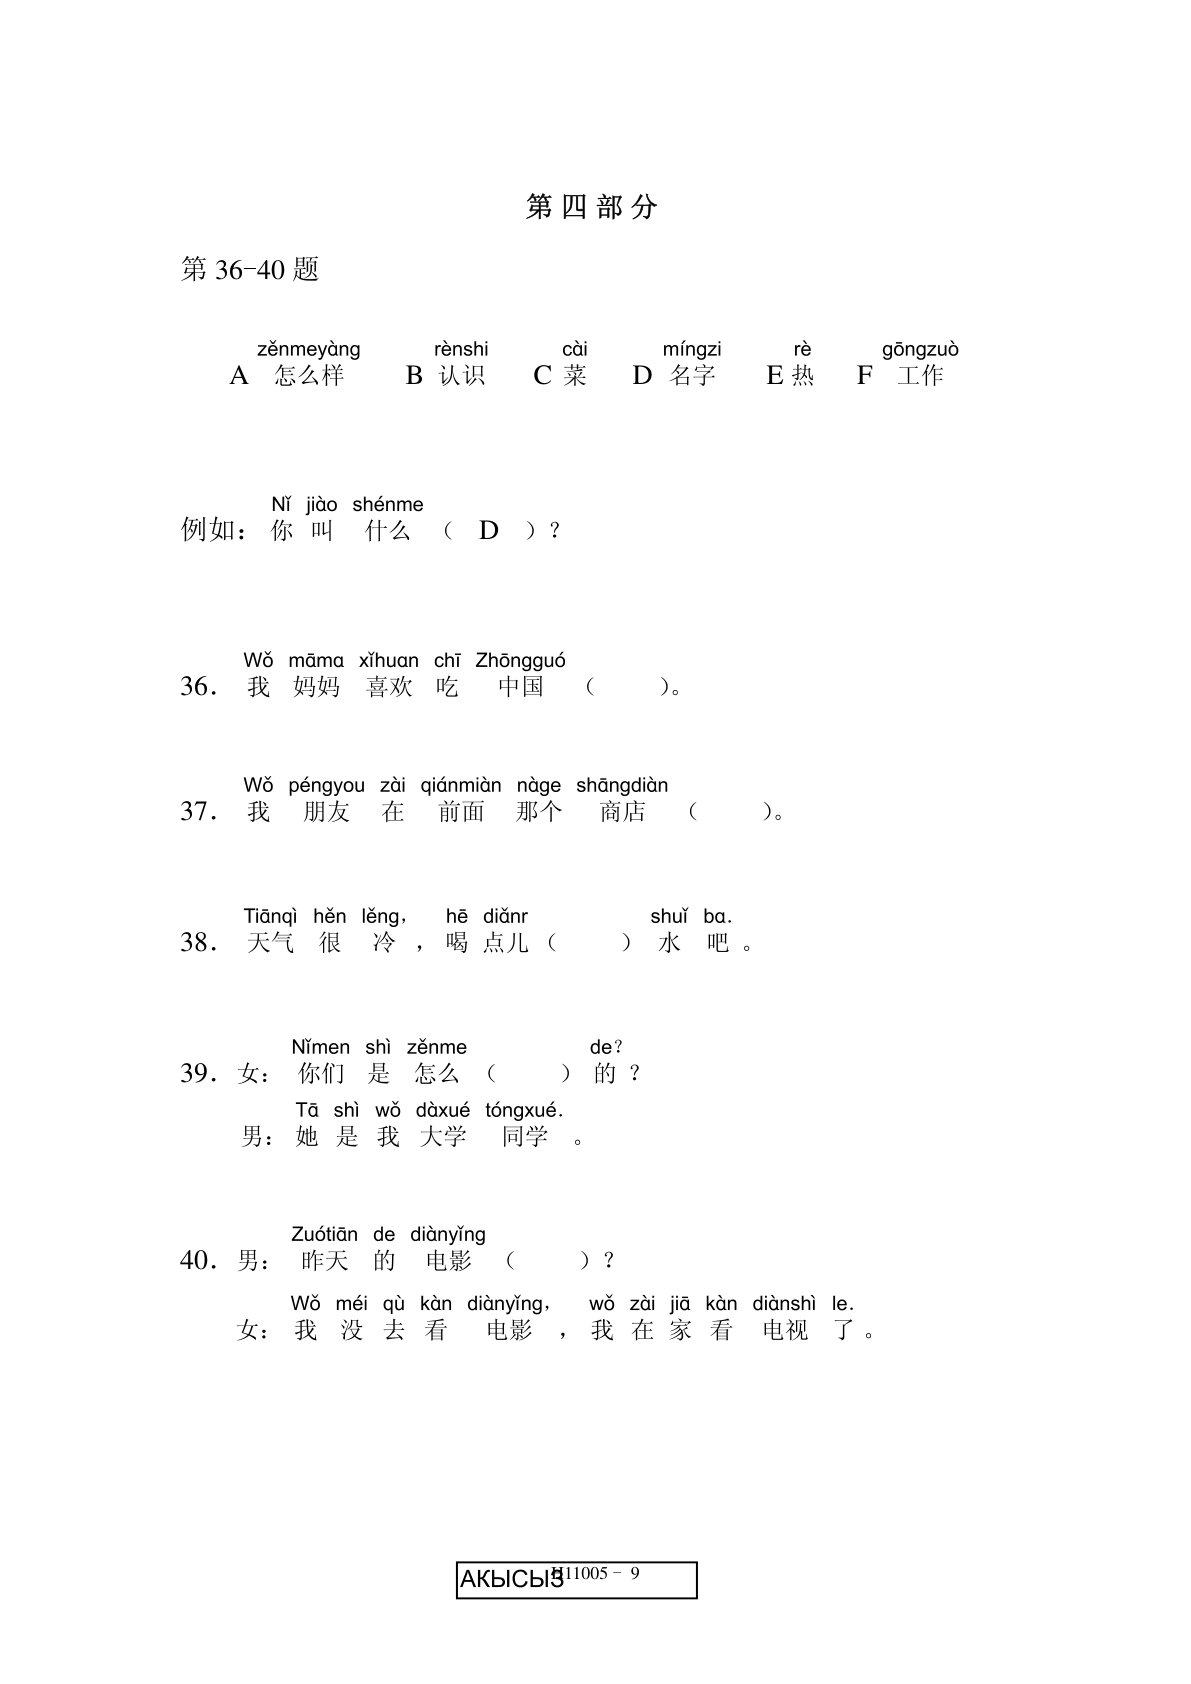 第四部分
第 36-40 题
zěnmeyàng rènshi cài míngzi rè gōngzuò
A 怎么样 B 认识 C 菜 D 名字 E 热 F 工作
Nǐ jiào shénme
例如： 你 叫 什么 （ D ）？
Wǒ māma xǐhuan chī Zhōngguó
36． 我 妈妈 喜欢 吃 中国 （ ）。
Wǒ péngyou zài qiánmiàn nàge shāngdiàn
37． 我 朋友 在 前面 那个 商店 （ ）。
Tiānqì hěn lěng, hē diǎnr shuǐ ba.
38． 天气 很 冷 ，喝 点儿 （ ） 水 吧 。
Nǐmen shì zěnme de?
39．女： 你们 是 怎么 （ ） 的 ？
Tā shì wǒ dàxué tóngxué.
男： 她 是 我 大学 同学 。
Zuótiān de diànyǐng
40．男： 昨天 的 电影 （ ）？
Wǒ méi qù kàn diànyǐng, wǒ zài jiā kàn diànshì le.
女： 我 没 去 看 电影 ，我 在 家 看 电视 了 。
АКЫСЫЗ
H11005 - 9